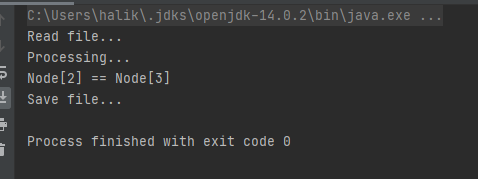 C:\Users\halik\.jdks\openjdk-14.0.2\bin\java.exe ...
Read file...
Processing...
Node[2] == Node[3]
Save file...
Process finished with exit code 0